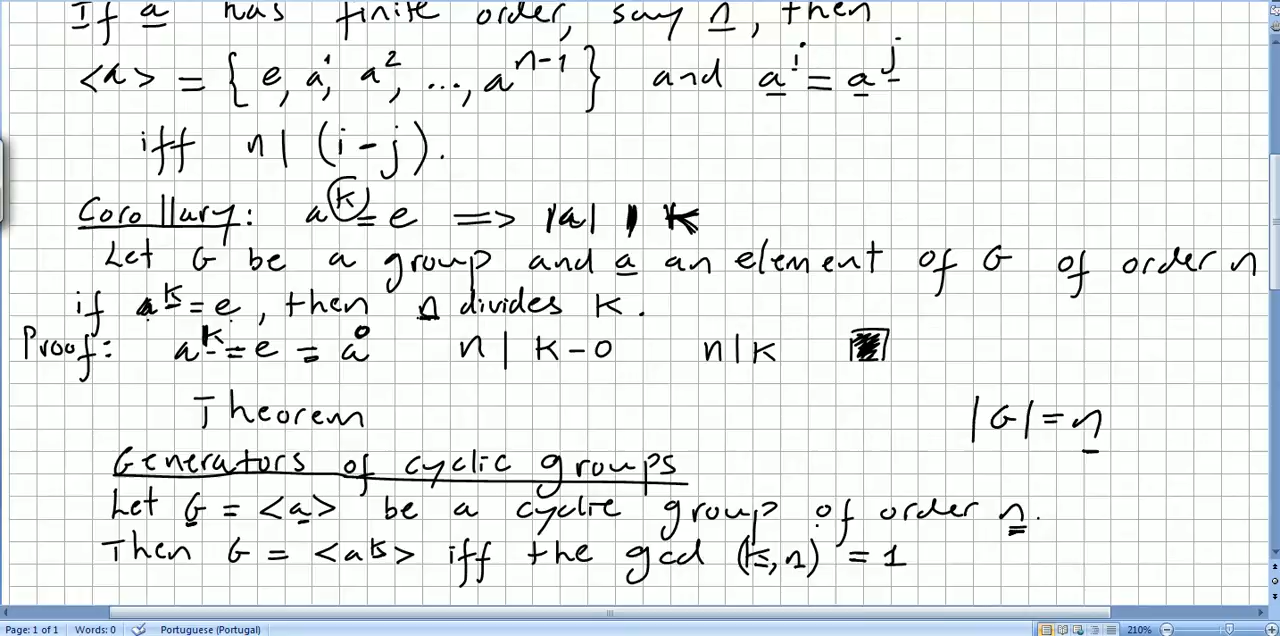 If a has finite order, say n, then
<a> = { e, a¹, a², ..., aⁿ⁻¹ } and aⁱ = aʲ
iff n | (i - j).
Corollary: aᵏ = e => |a| | k
Let G be a group and a an element of G of order n
if aᵏ = e, then n divides k.
Proof: aᵏ = e = a⁰ n | k - 0 n | k
Theorem
|G| = n
Generators of cyclic groups
Let G = <a> be a cyclic group of order n.
Then G = <aᵏ> iff the gcd (k, n) = 1
Page: 1 of 1 Words: 0 Portuguese (Portugal) 210%